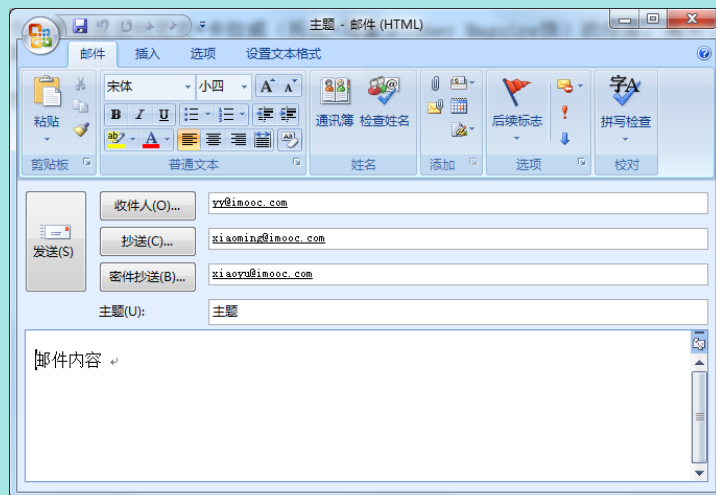 主题 - 邮件 (HTML)
邮件 插入 选项 设置文本格式
粘贴
宋体 小四 A A
B I U
ab A
通讯簿 检查姓名
后续标志
字A
拼写检查
剪贴板 普通文本 姓名 添加 选项 校对
发送(S)
收件人(O)... yy@imooc.com
抄送(C)... xiaoming@imooc.com
密件抄送(B)... xiaoyu@imooc.com
主题(U): 主题
邮件内容